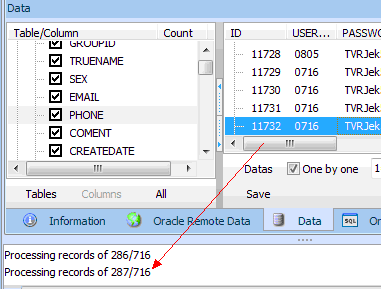 Data
Table/Column Count
GROUPID
TRUENAME
SEX
EMAIL
PHONE
COMENT
CREATEDATE
Tables Columns All
ID USER... PASSWO
11728 0805 TVRJek
11729 0716 TVRJek
11730 0716 TVRJek
11731 0716 TVRJek
11732 0716 TVRJek
Datas One by one 1
Save
Information Oracle Remote Data Data SQL Or
Processing records of 286/716
Processing records of 287/716